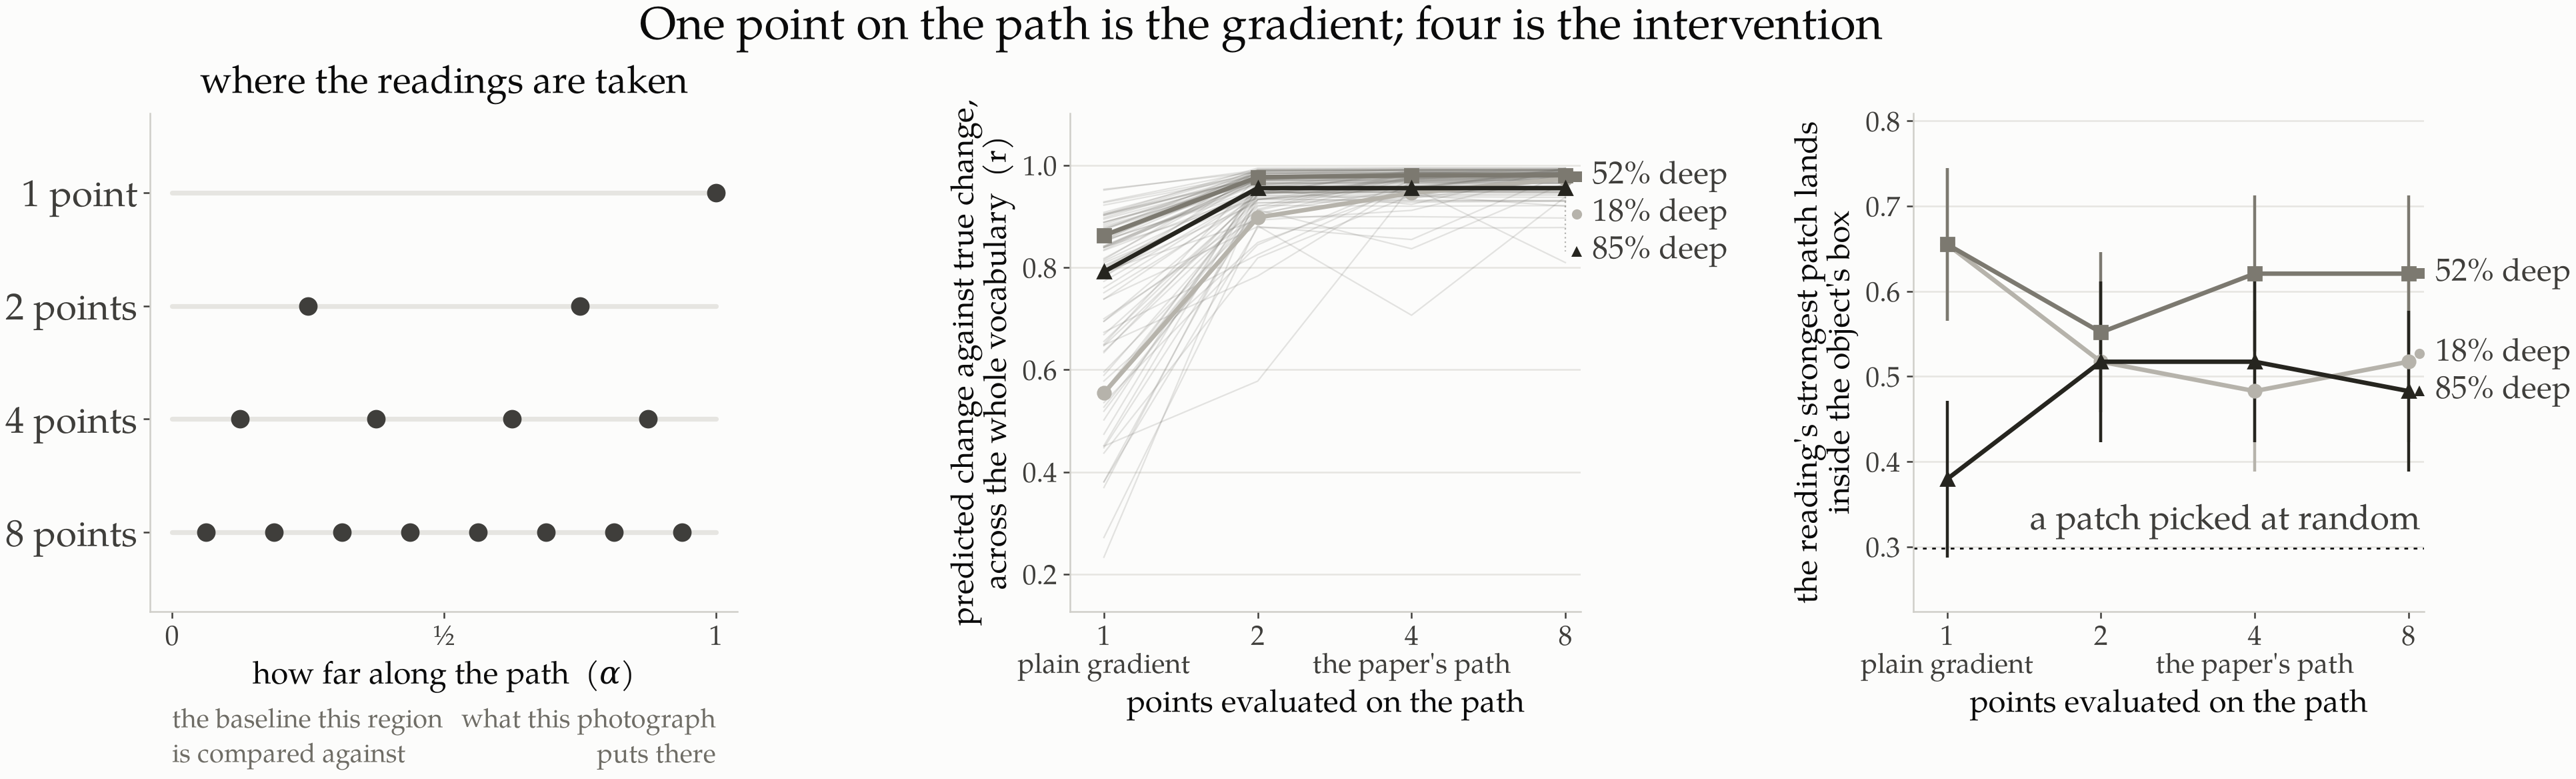 One point on the path is the gradient; four is the intervention
where the readings are taken
1 point
2 points
4 points
8 points
0
½
1
how far along the path (α)
the baseline this region
is compared against
what this photograph
puts there
predicted change against true change,
across the whole vocabulary (r)
1.0
0.8
0.6
0.4
0.2
52% deep
18% deep
85% deep
1
2
4
8
plain gradient
the paper's path
points evaluated on the path
the reading's strongest patch lands
inside the object's box
0.8
0.7
0.6
0.5
0.4
0.3
52% deep
18% deep
85% deep
a patch picked at random
1
2
4
8
plain gradient
the paper's path
points evaluated on the path